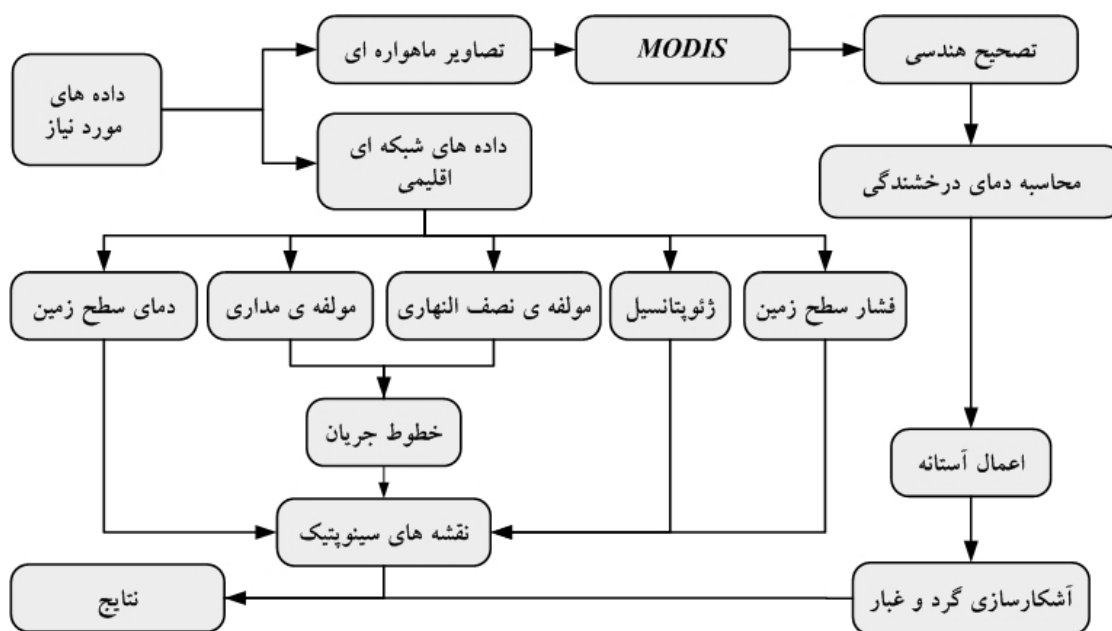 داده های
مورد نیاز
تصاویر ماهواره ای
MODIS
تصحیح هندسی
داده های شبکه ای
اقلیمی
محاسبه دمای درخشندگی
دمای سطح زمین
مولفه ی مداری
مولفه ی نصف النهاری
ژئوپتانسیل
فشار سطح زمین
خطوط جریان
اعمال آستانه
نقشه های سینوپتیک
آشکارسازی گرد و غبار
نتایج